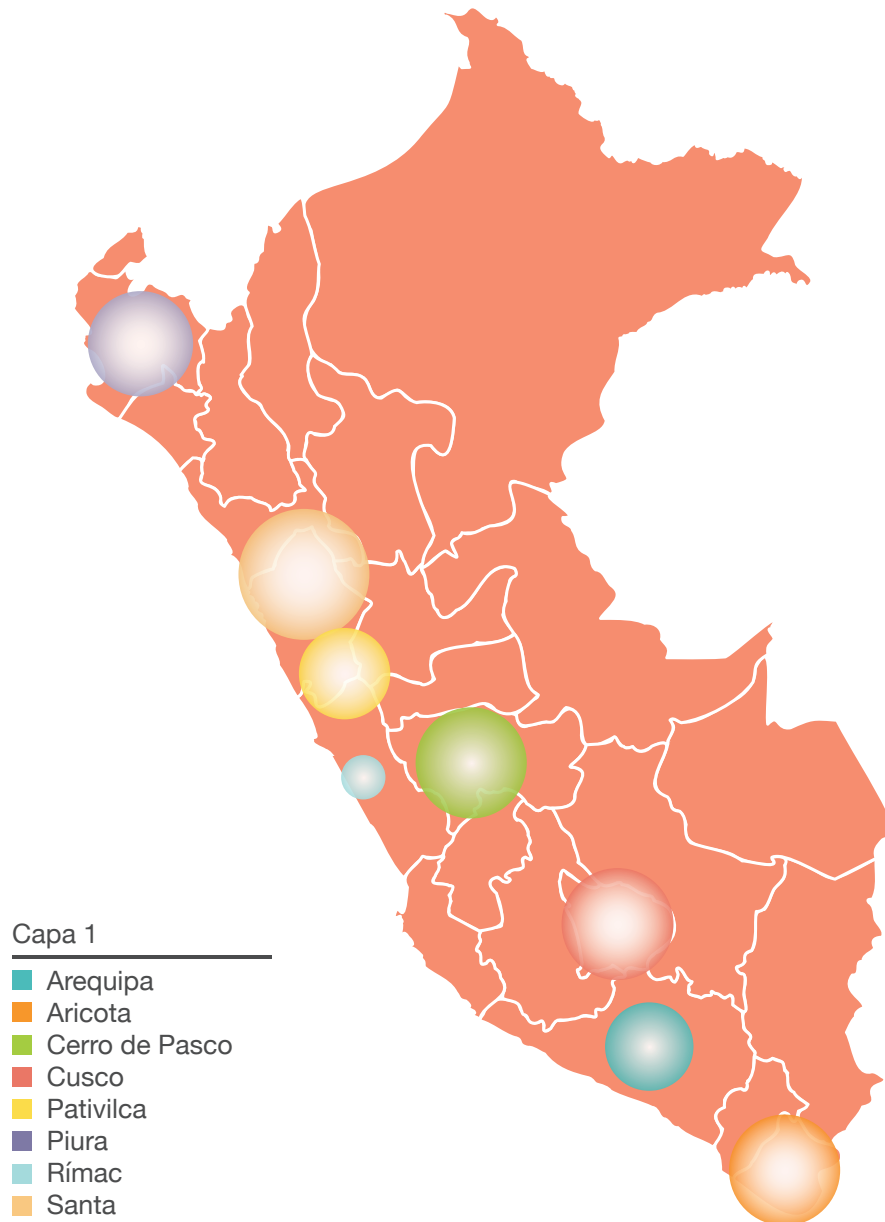 Capa 1
Arequipa
Aricota
Cerro de Pasco
Cusco
Pativilca
Piura
Rímac
Santa